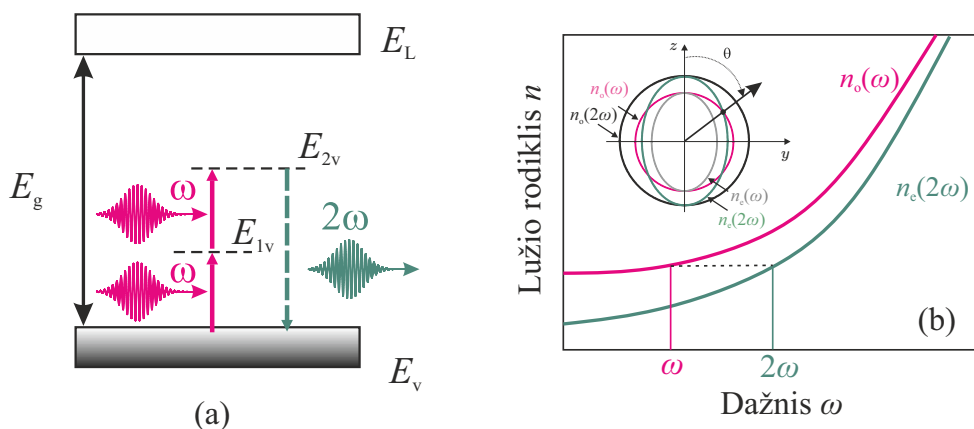 E_L
E_g
E_2v
ω
2ω
E_1v
ω
E_v
(a)
Lužio rodiklis n
z
θ
n_o(ω)
n_o(2ω)
y
n_e(ω)
n_e(2ω)
n_o(ω)
n_e(2ω)
(b)
ω
2ω
Dažnis ω